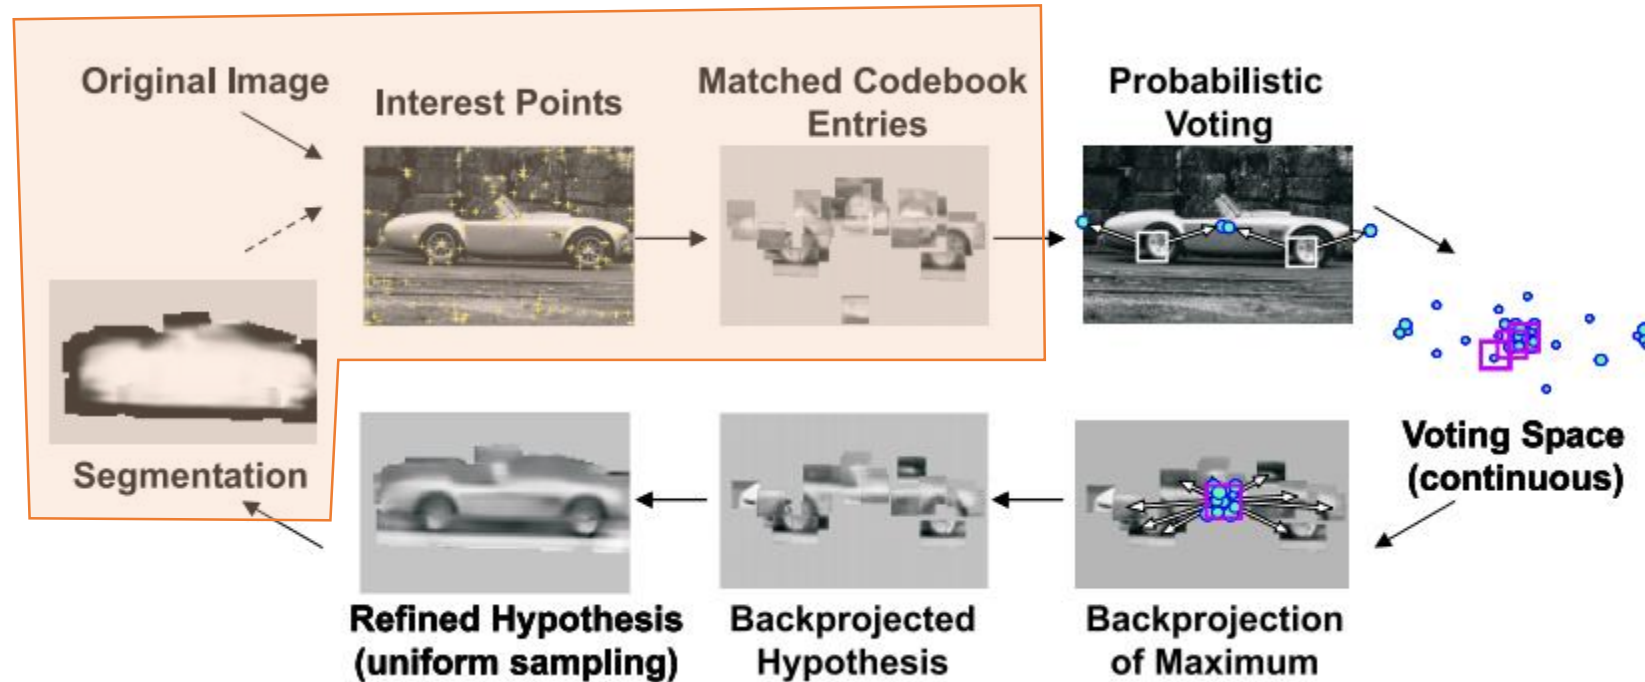 Original Image
Interest Points
Matched Codebook
Entries
Probabilistic
Voting
Voting Space
(continuous)
Segmentation
Refined Hypothesis
(uniform sampling)
Backprojected
Hypothesis
Backprojection
of Maximum